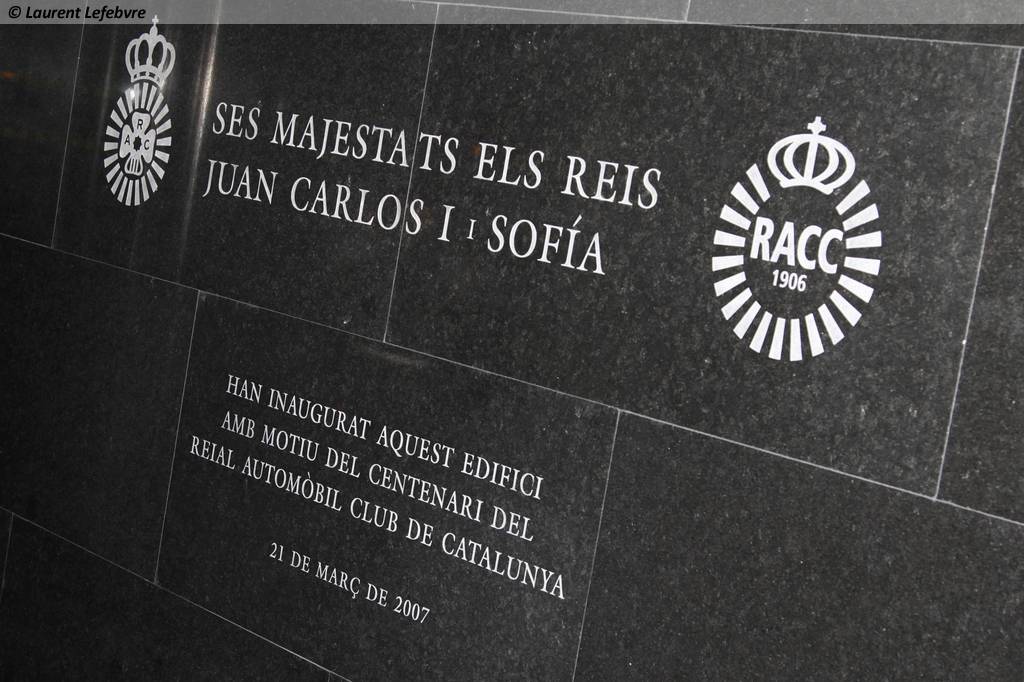 © Laurent Lefebvre
RAC
SES MAJESTATS ELS REIS
JUAN CARLOS I I SOFÍA
RACC
1906
HAN INAUGURAT AQUEST EDIFICI
AMB MOTIU DEL CENTENARI DEL
REIAL AUTOMÒBIL CLUB DE CATALUNYA
21 DE MARÇ DE 2007